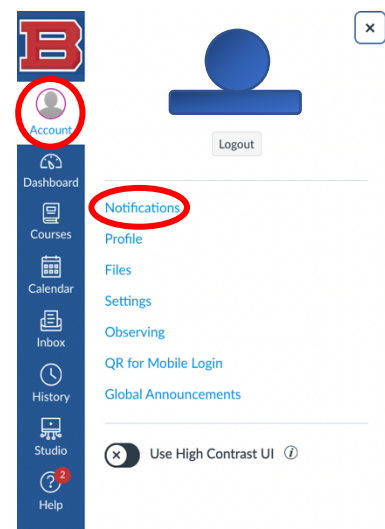 B
Account
Dashboard
Courses
Calendar
Inbox
History
Studio
2
Help
×
Logout
Notifications
Profile
Files
Settings
Observing
QR for Mobile Login
Global Announcements
Use High Contrast UI i